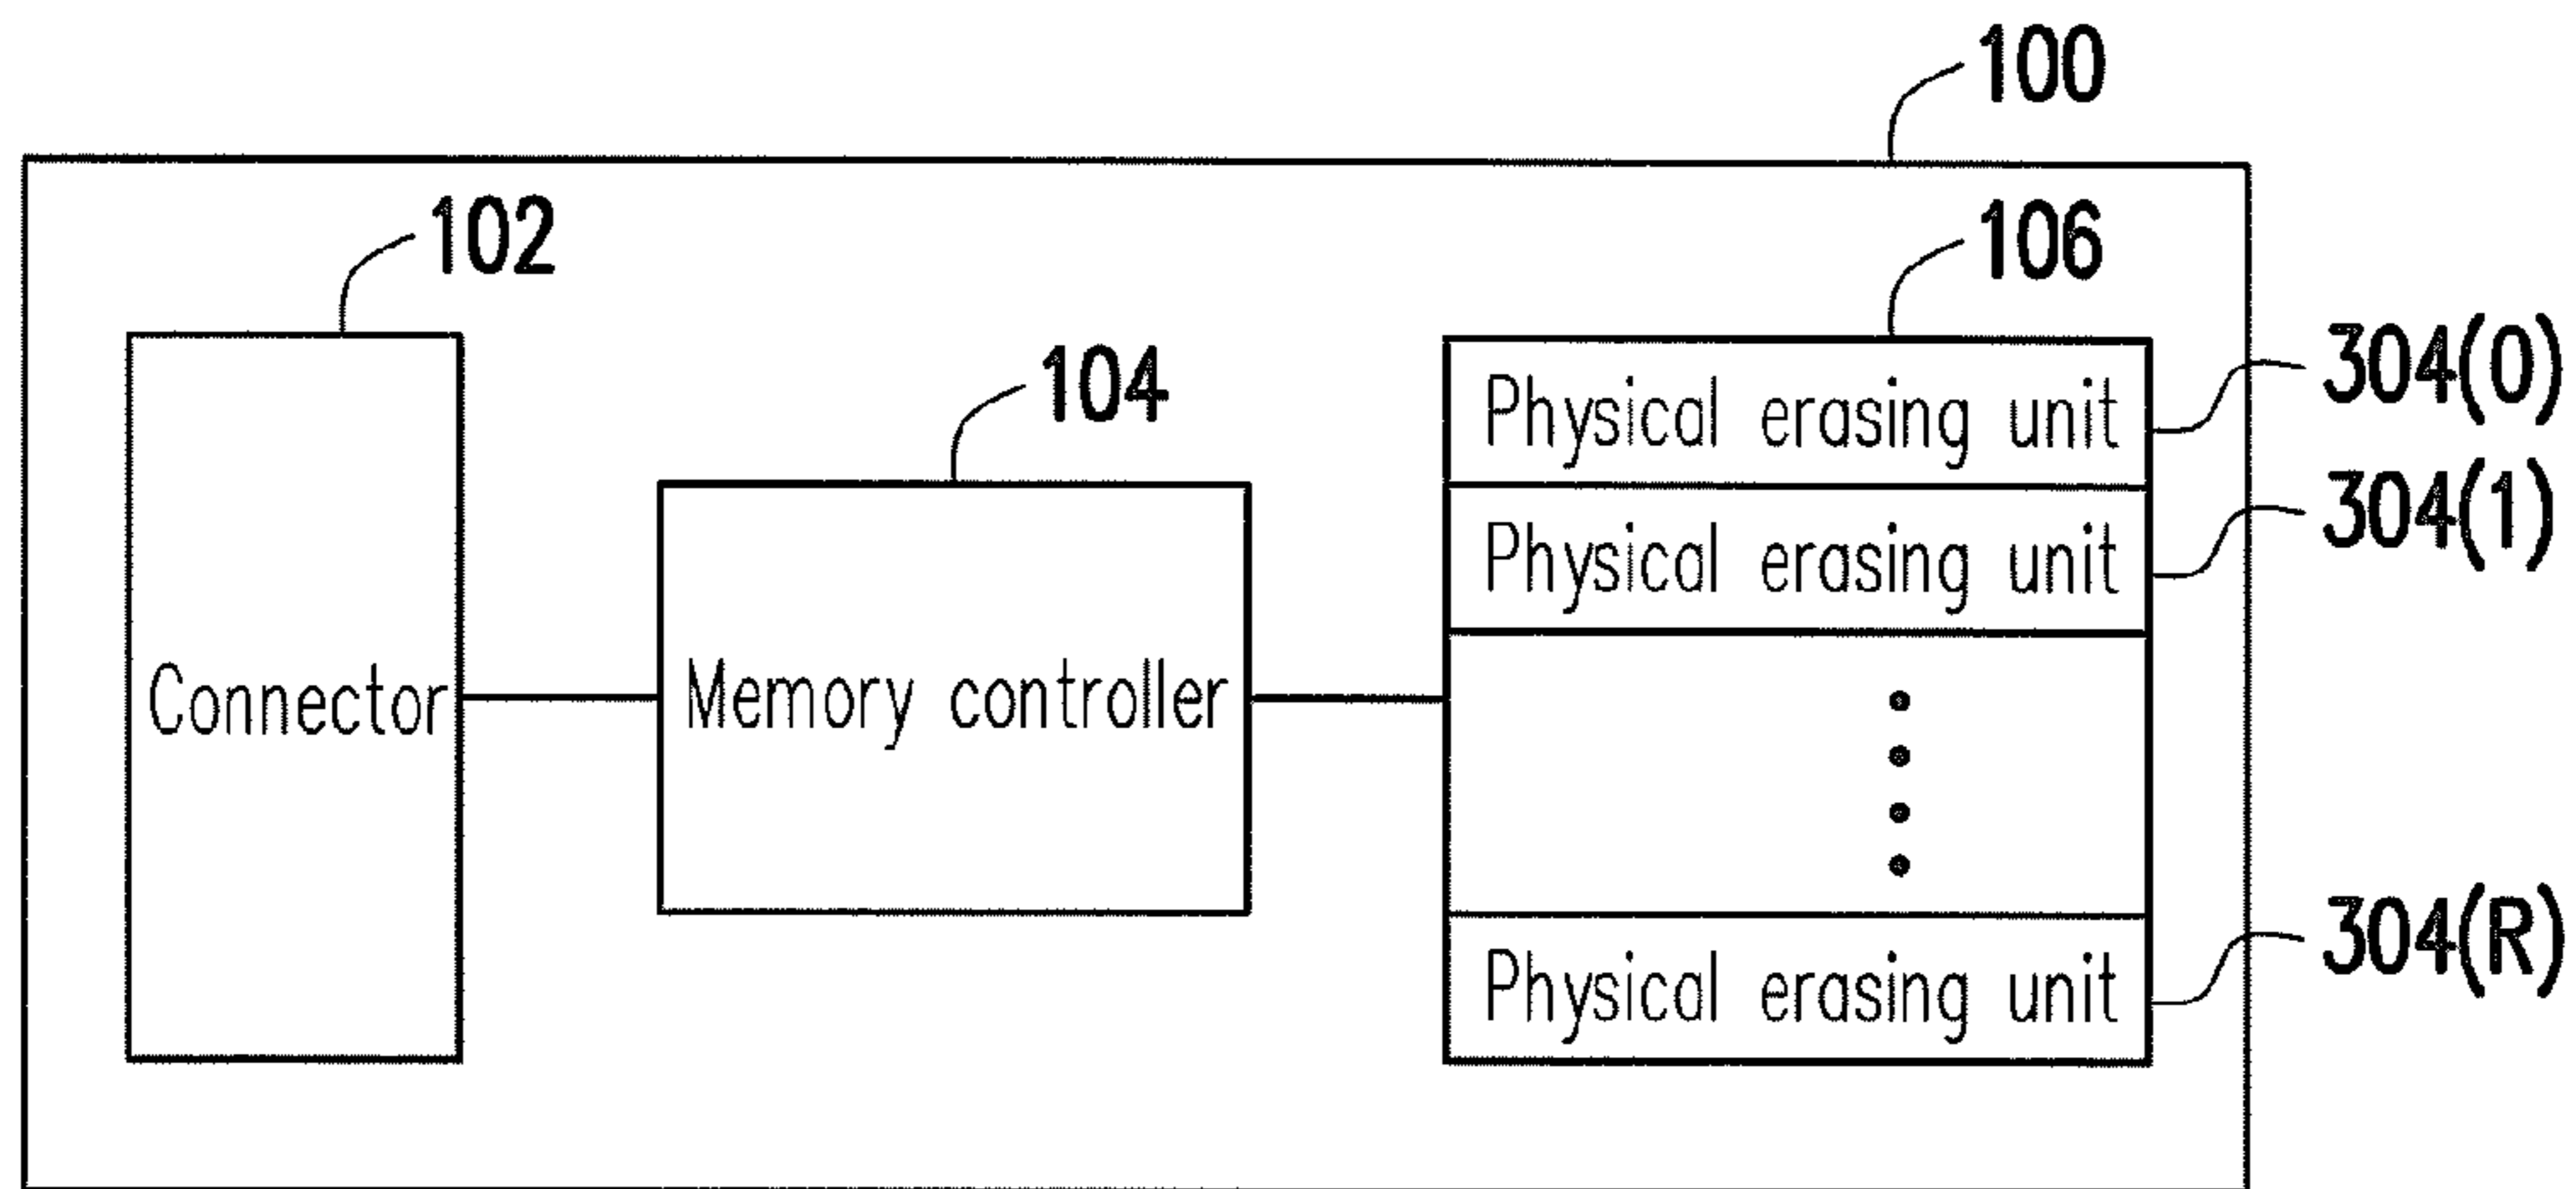 100
102
106
104
304(0)
Physical erasing unit
304(1)
Physical erasing unit
Connector
Memory controller
304(R)
Physical erasing unit